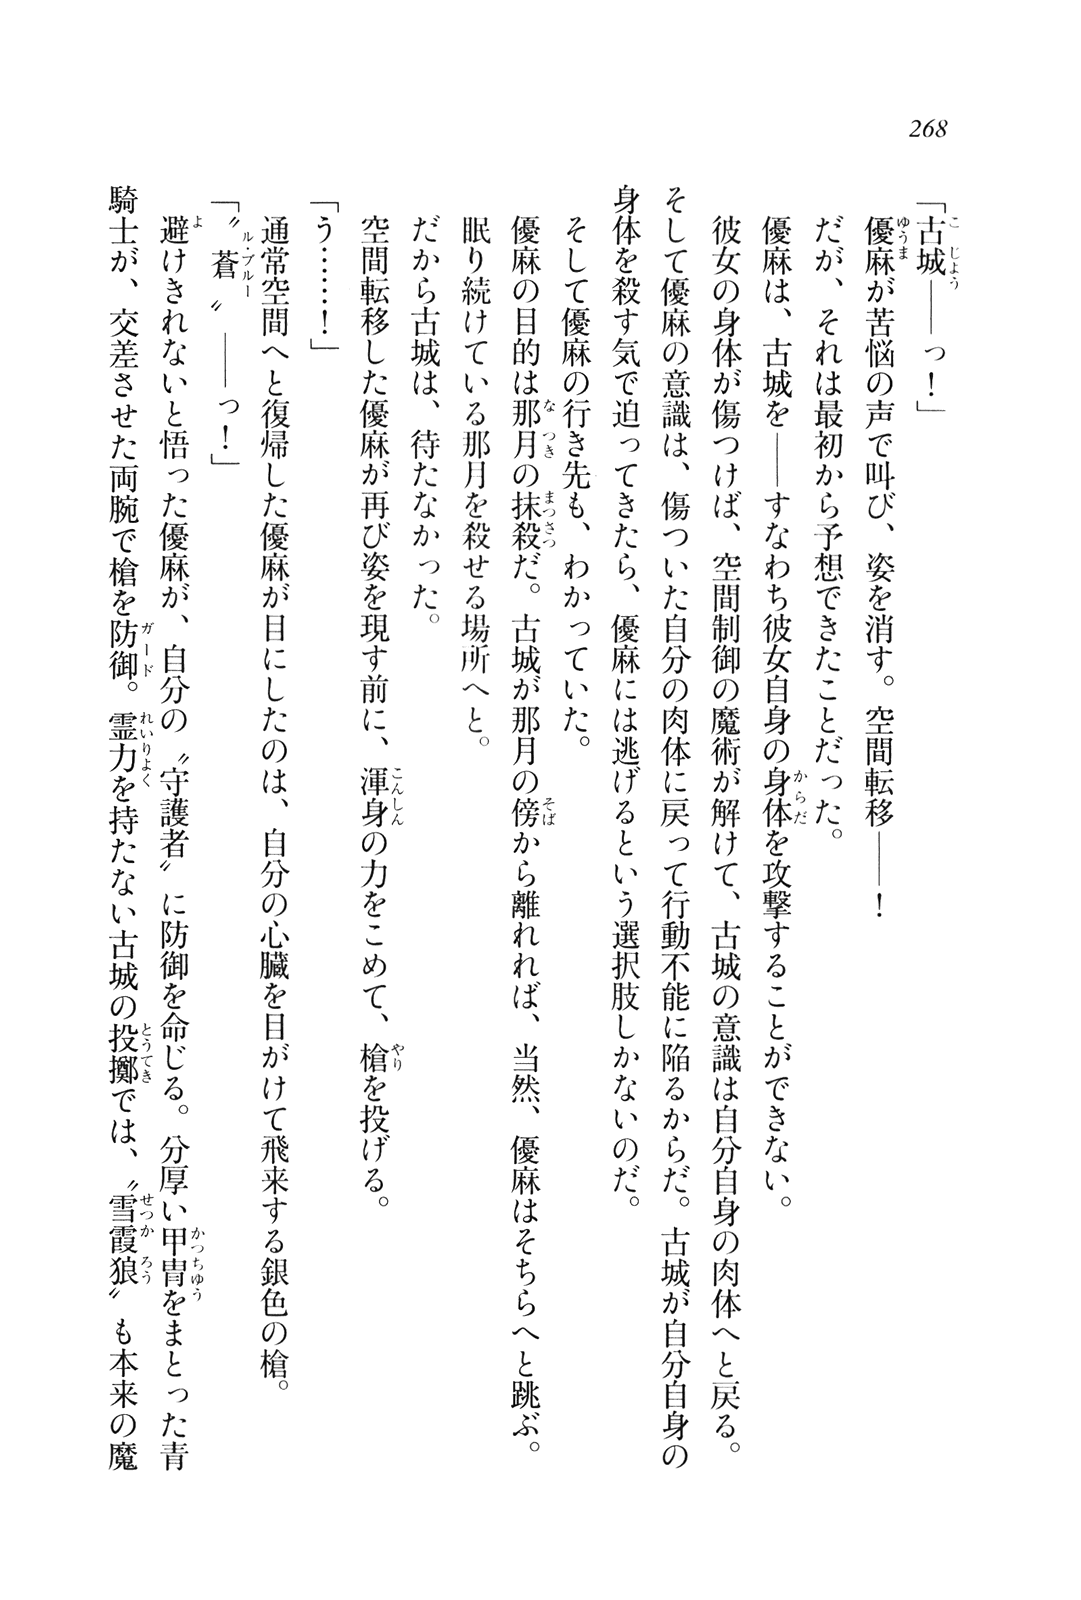 268
「古城――っ！」
優麻が苦悩の声で叫び、姿を消す。空間転移――！
だが、それは最初から予想できたことだった。
優麻は、古城を――すなわち彼女自身の身体を攻撃することができない。
彼女の身体が傷つけば、空間制御の魔術が解けて、古城の意識は自分自身の肉体へと戻る。
そして優麻の意識は、傷ついた自分の肉体に戻って行動不能に陥るからだ。古城が自分自身の
身体を殺す気で迫ってきたら、優麻には逃げるという選択肢しかないのだ。
そして優麻の行き先も、わかっていた。
優麻の目的は那月の抹殺だ。古城が那月の傍から離れれば、当然、優麻はそちらへと跳ぶ。
眠り続けている那月を殺せる場所へと。
だから古城は、待たなかった。
空間転移した優麻が再び姿を現す前に、渾身の力をこめて、槍を投げる。
「う……！」
通常空間へと復帰した優麻が目にしたのは、自分の心臓を目がけて飛来する銀色の槍。
「〝蒼〟――っ！」
避けきれないと悟った優麻が、自分の〝守護者〟に防御を命じる。分厚い甲冑をまとった青
騎士が、交差させた両腕で槍を防御。霊力を持たない古城の投擲では、〝雪霞狼〟も本来の魔